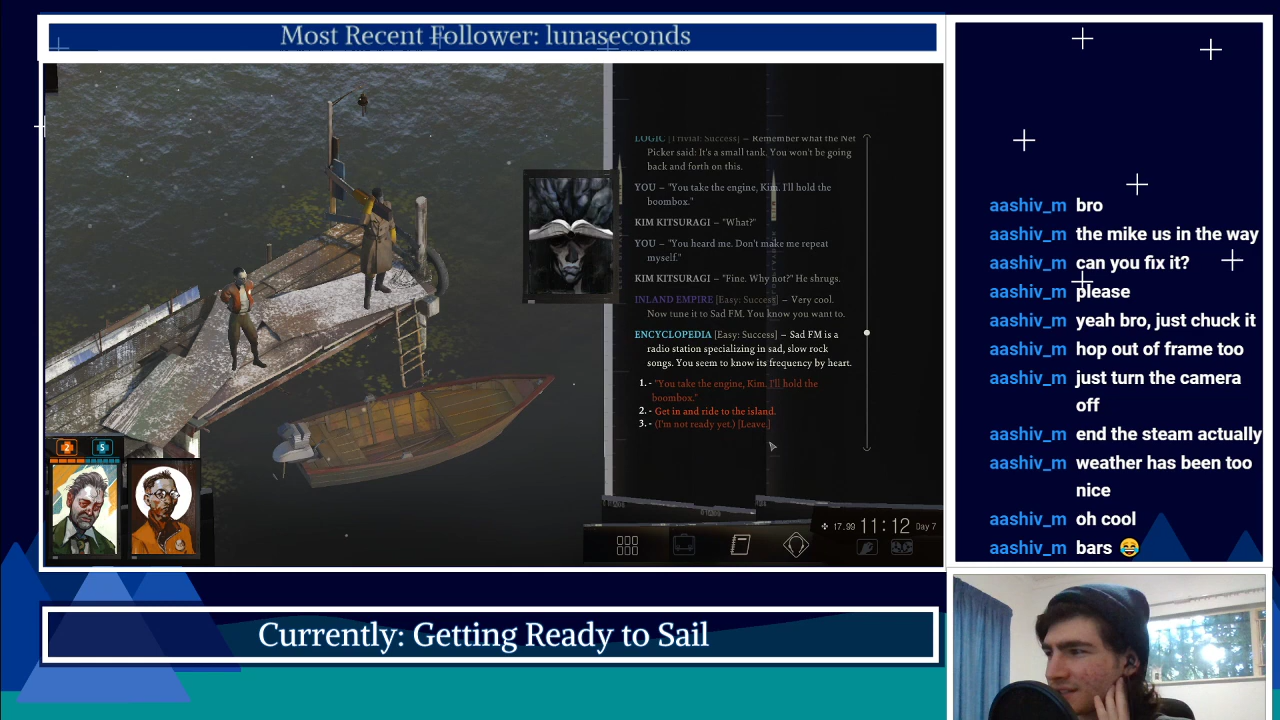 Most Recent Follower: lunaseconds
LOGIC [Trivial: Success] – Remember what the Net
Picker said: It's a small tank. You won't be going
back and forth on this.
YOU – "You take the engine, Kim. I'll hold the
boombox."
KIM KITSURAGI – "What?"
YOU – "You heard me. Don't make me repeat
myself."
KIM KITSURAGI – "Fine. Why not?" He shrugs.
INLAND EMPIRE [Easy: Success] – Very cool.
Now tune it to Sad FM. You know you want to.
ENCYCLOPEDIA [Easy: Success] – Sad FM is a
radio station specializing in sad, slow rock
songs. You seem to know its frequency by heart.
1. - "You take the engine, Kim. I'll hold the
boombox."
2. - Get in and ride to the island.
3. - (I'm not ready yet.) [Leave.]
2
5
17.99 11:12 Day 7
Currently: Getting Ready to Sail
aashiv_m bro
aashiv_m the mike us in the way
aashiv_m can you fix it?
aashiv_m please
aashiv_m yeah bro, just chuck it
aashiv_m hop out of frame too
aashiv_m just turn the camera
off
aashiv_m end the steam actually
aashiv_m weather has been too
nice
aashiv_m oh cool
aashiv_m bars 😂